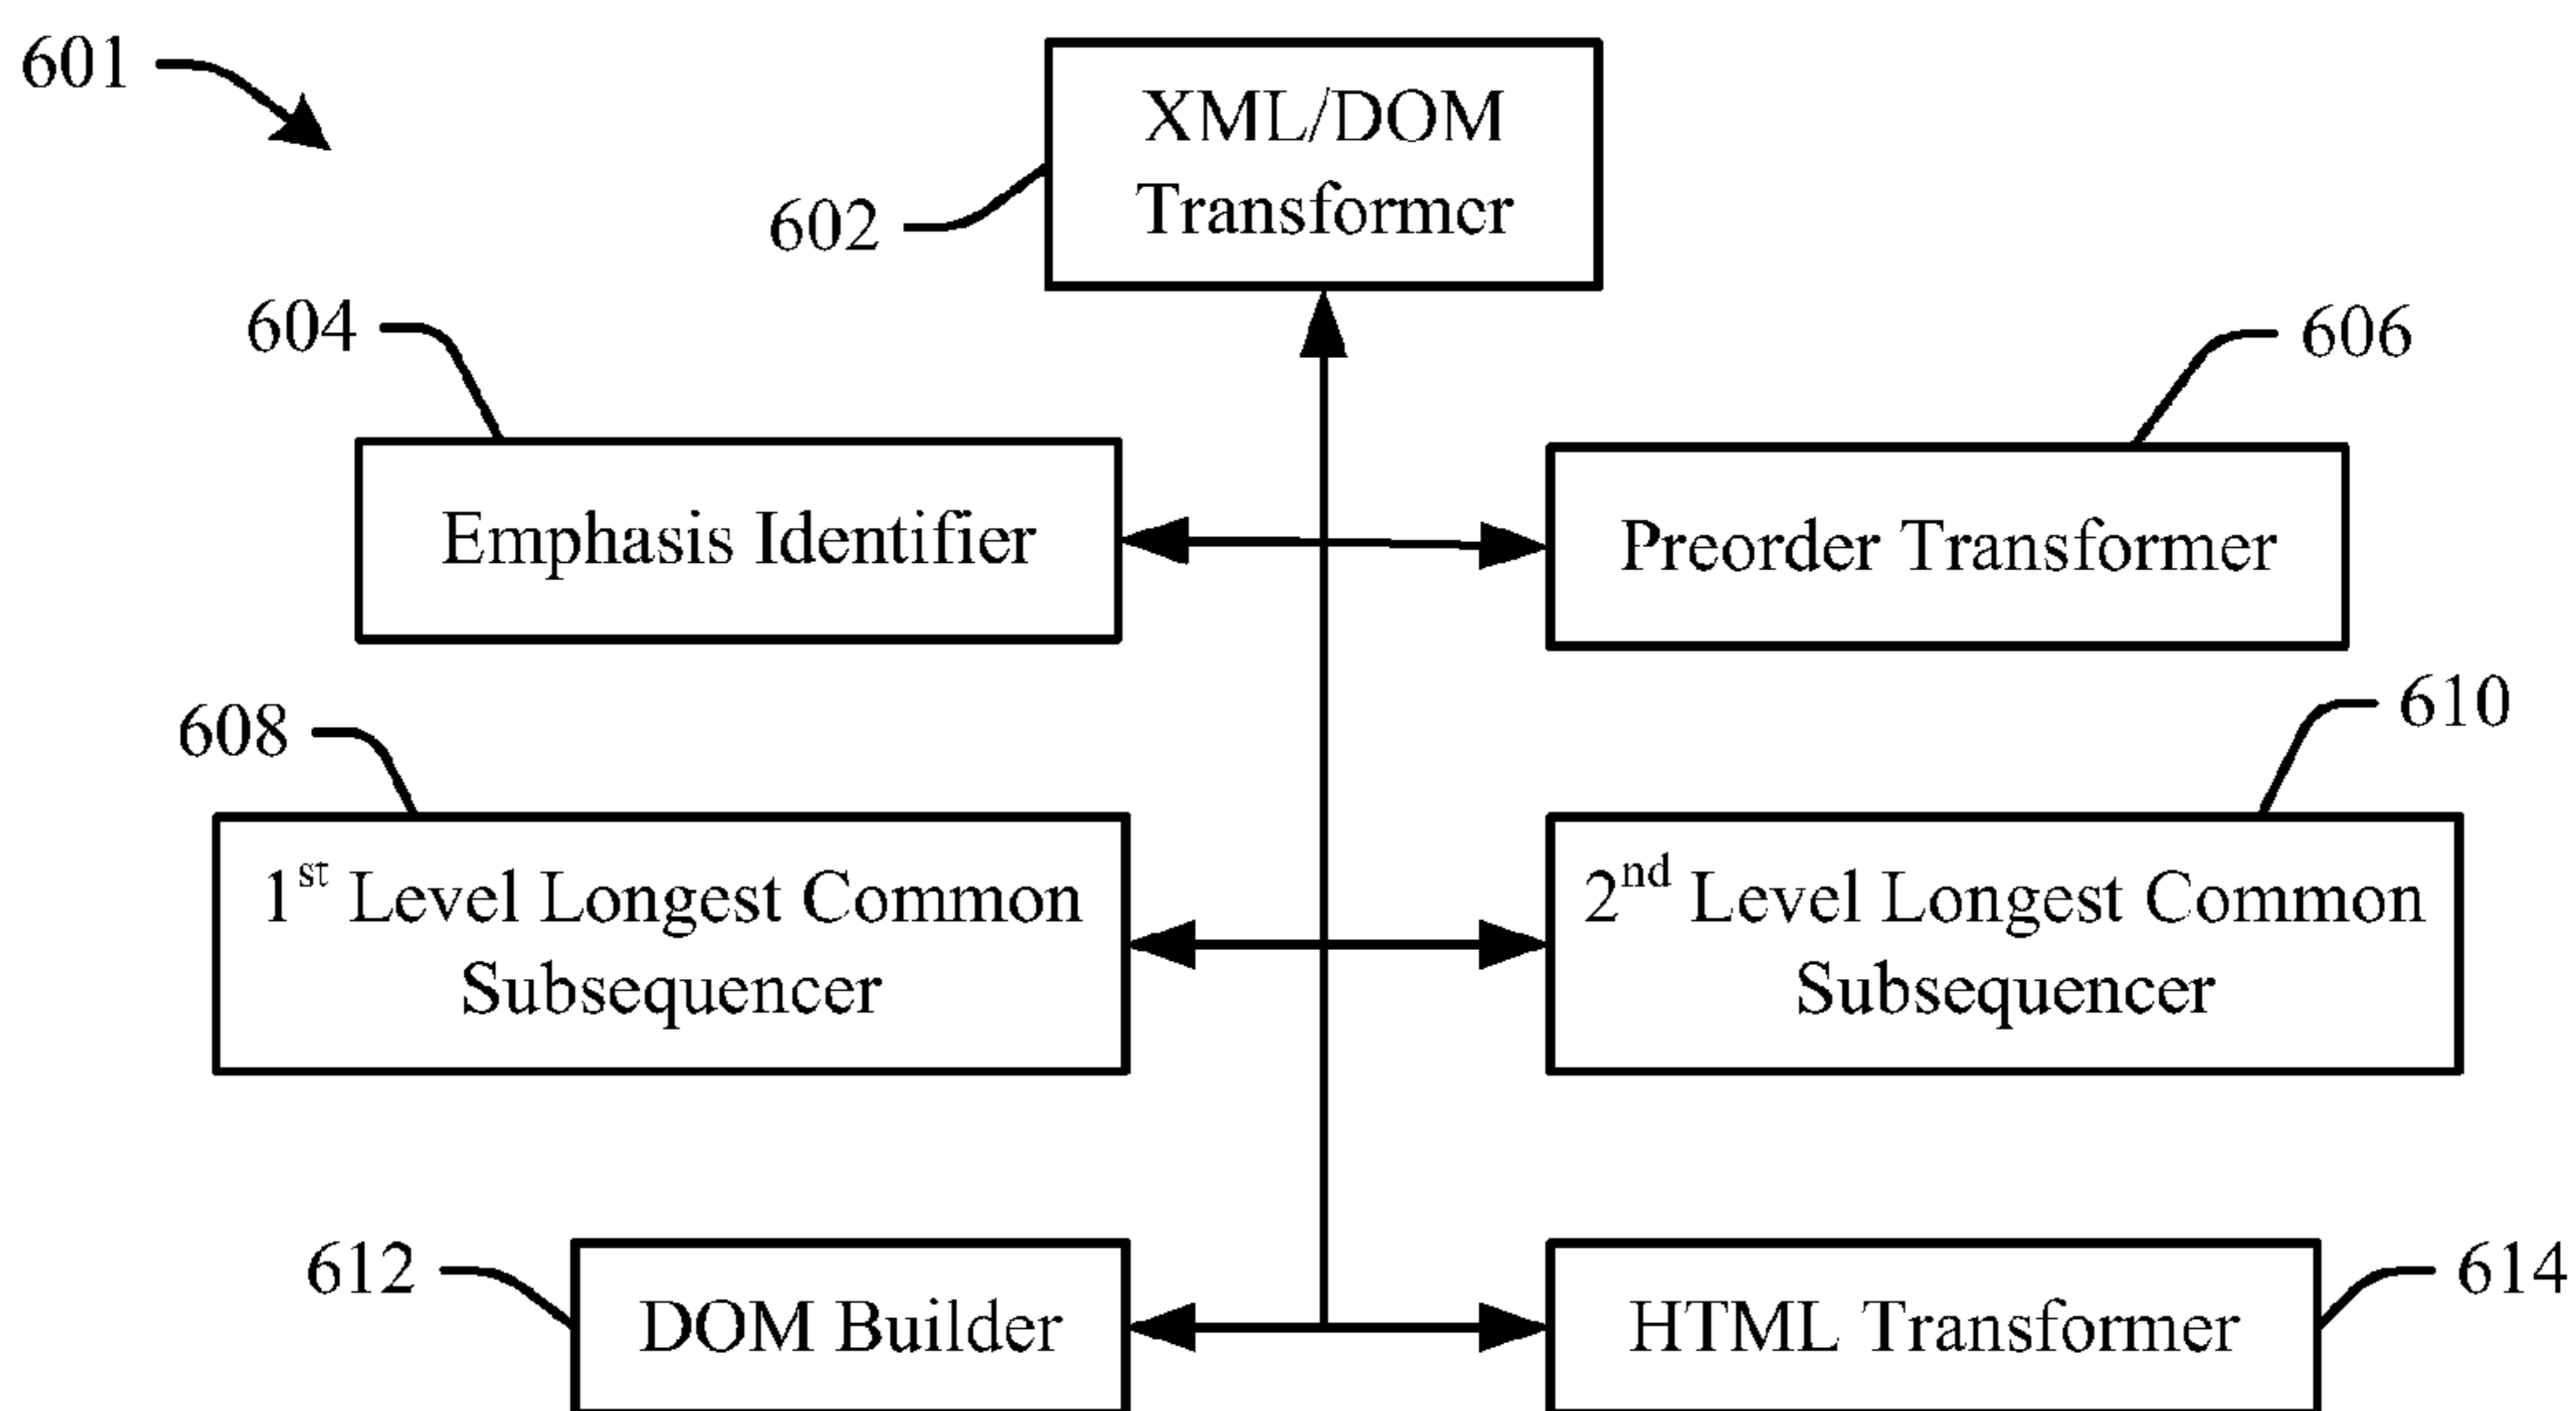 601
XML/DOM
Transformer
602
604
606
Emphasis Identifier
Preorder Transformer
608
610
1st Level Longest Common
Subsequencer
2nd Level Longest Common
Subsequencer
612
614
DOM Builder
HTML Transformer